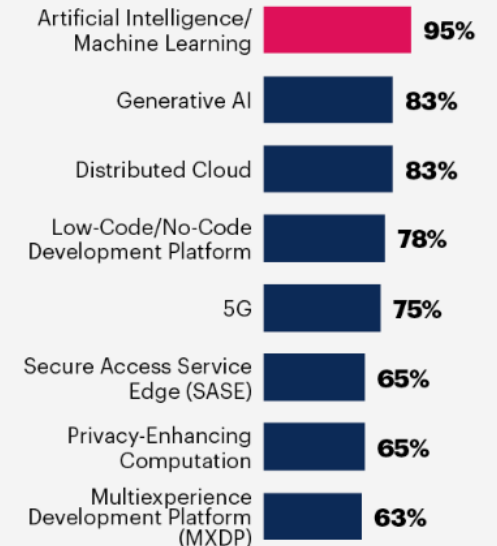 Artificial Intelligence/
Machine Learning
95%
Generative AI
83%
Distributed Cloud
83%
Low-Code/No-Code
Development Platform
78%
5G
75%
Secure Access Service
Edge (SASE)
65%
Privacy-Enhancing
Computation
65%
Multiexperience
Development Platform
(MXDP)
63%